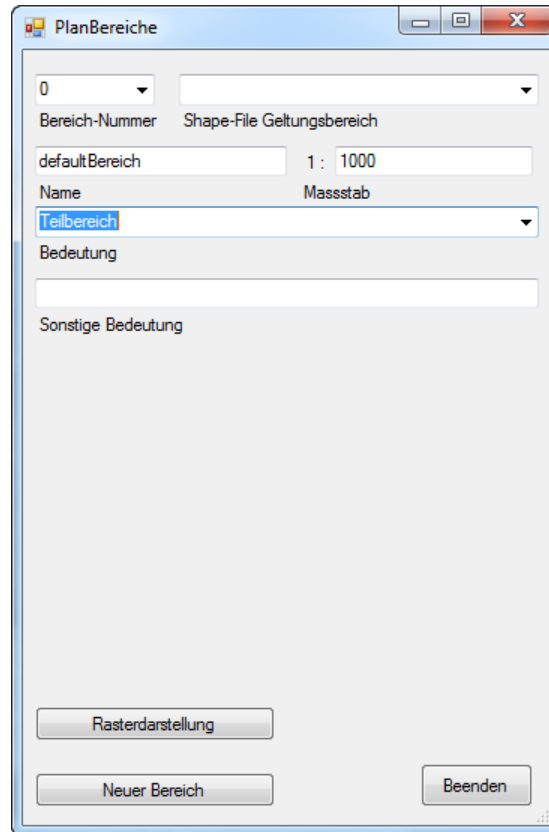 PlanBereiche
0
Bereich-Nummer Shape-File Geltungsbereich
defaultBereich 1 : 1000
Name Massstab
Teilbereich
Bedeutung
Sonstige Bedeutung
Rasterdarstellung
Neuer Bereich Beenden